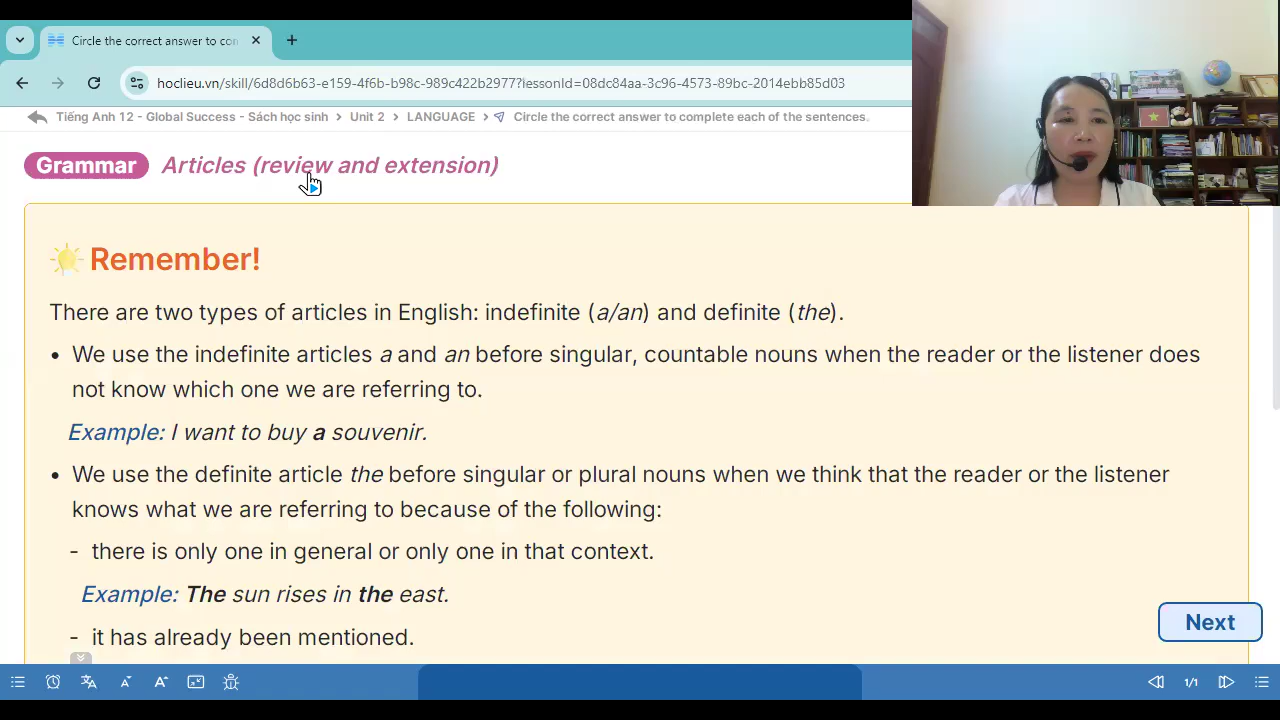 Circle the correct answer to con
hoclieu.vn/skill/6d8d6b63-e159-4f6b-b98c-989c422b2977?lessonId=08dc84aa-3c96-4573-89bc-2014ebb85d03
Tiếng Anh 12 - Global Success - Sách học sinh > Unit 2 > LANGUAGE > Circle the correct answer to complete each of the sentences.
Grammar Articles (review and extension)
Remember!
There are two types of articles in English: indefinite (a/an) and definite (the).
• We use the indefinite articles a and an before singular, countable nouns when the reader or the listener does
not know which one we are referring to.
Example: I want to buy a souvenir.
• We use the definite article the before singular or plural nouns when we think that the reader or the listener
knows what we are referring to because of the following:
- there is only one in general or only one in that context.
Example: The sun rises in the east.
- it has already been mentioned.
Next
1/1